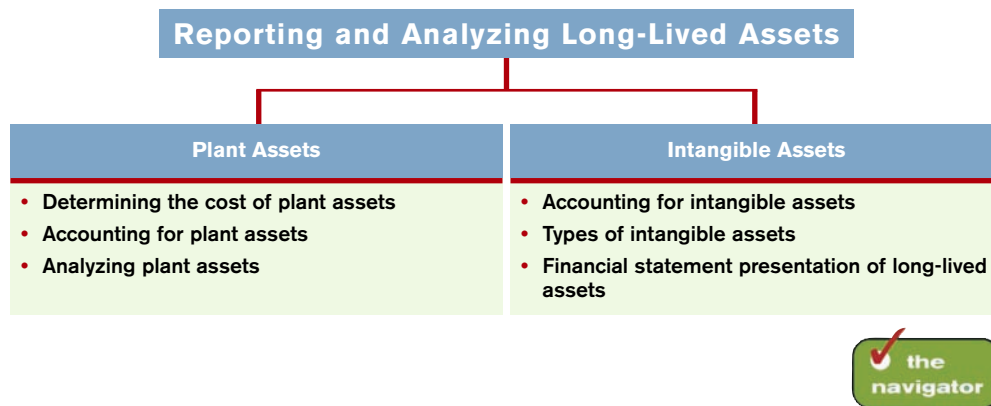 Reporting and Analyzing Long-Lived Assets
Plant Assets
• Determining the cost of plant assets
• Accounting for plant assets
• Analyzing plant assets
Intangible Assets
• Accounting for intangible assets
• Types of intangible assets
• Financial statement presentation of long-lived
assets
the
navigator